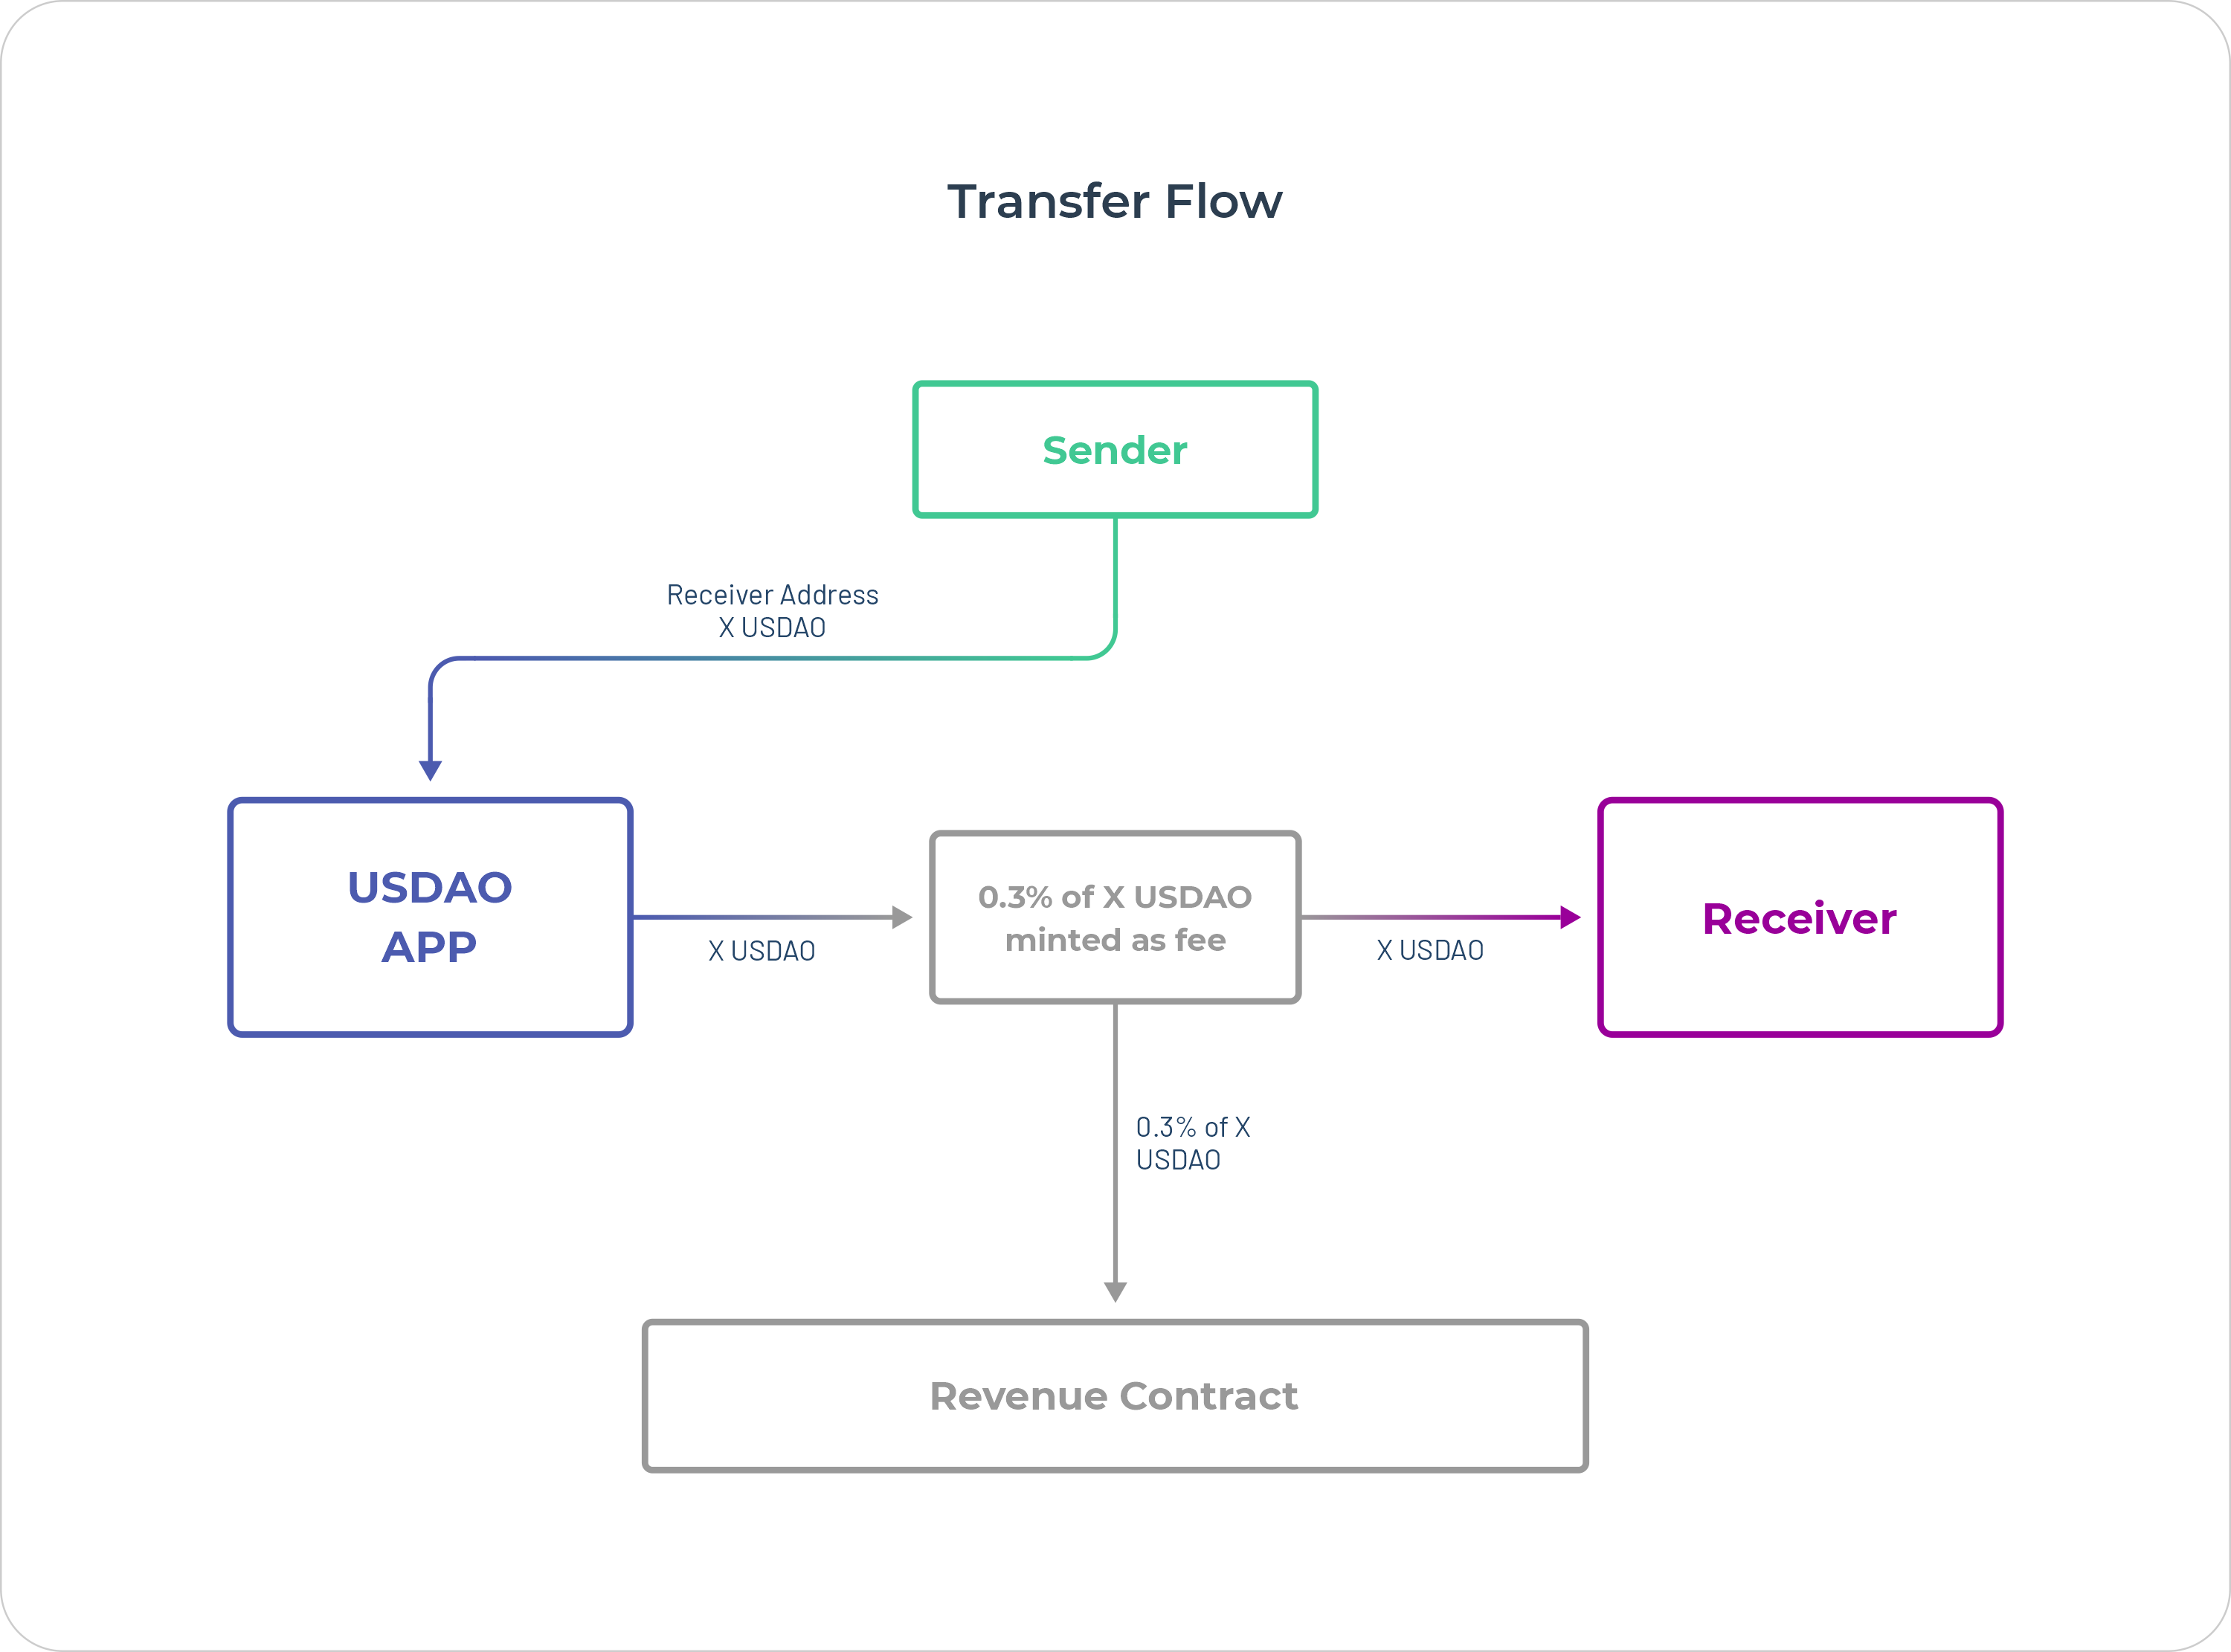 Transfer Flow
Sender
Receiver Address
X USDAO
USDAO
APP
X USDAO
0.3% of X USDAO
minted as fee
X USDAO
Receiver
0.3% of X
USDAO
Revenue Contract